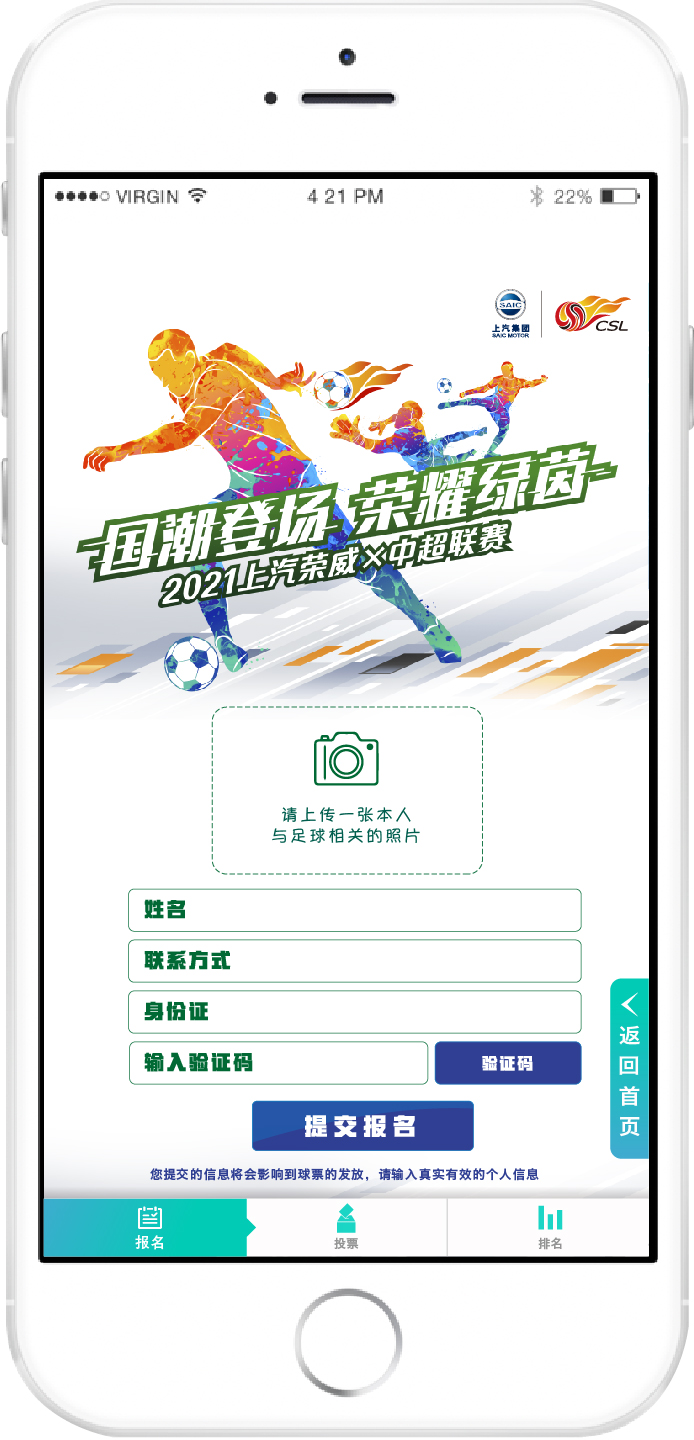 VIRGIN
4 21 PM
22%
SAIC
上汽集团
SAIC MOTOR
CSL
国潮登场 荣耀绿茵
2021上汽荣威×中超联赛
请上传一张本人
与足球相关的照片
姓名
联系方式
身份证
输入验证码
验证码
返回首页
提交报名
您提交的信息将会影响到球票的发放，请输入真实有效的个人信息
报名
投票
排名